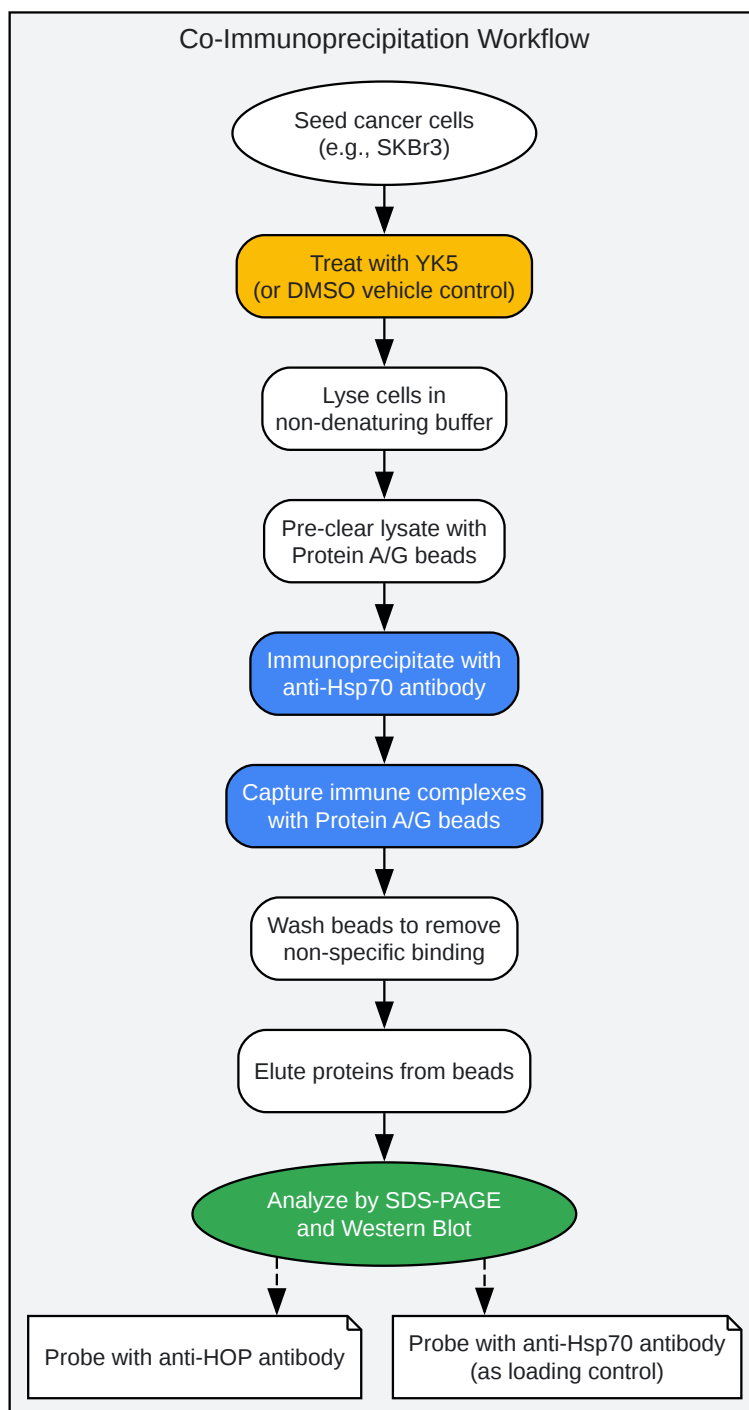 Co-Immunoprecipitation Workflow
Seed cancer cells
(e.g., SKBr3)
Treat with YK5
(or DMSO vehicle control)
Lyse cells in
non-denaturing buffer
Pre-clear lysate with
Protein A/G beads
Immunoprecipitate with
anti-Hsp70 antibody
Capture immune complexes
with Protein A/G beads
Wash beads to remove
non-specific binding
Elute proteins from beads
Analyze by SDS-PAGE
and Western Blot
Probe with anti-HOP antibody
Probe with anti-Hsp70 antibody
(as loading control)